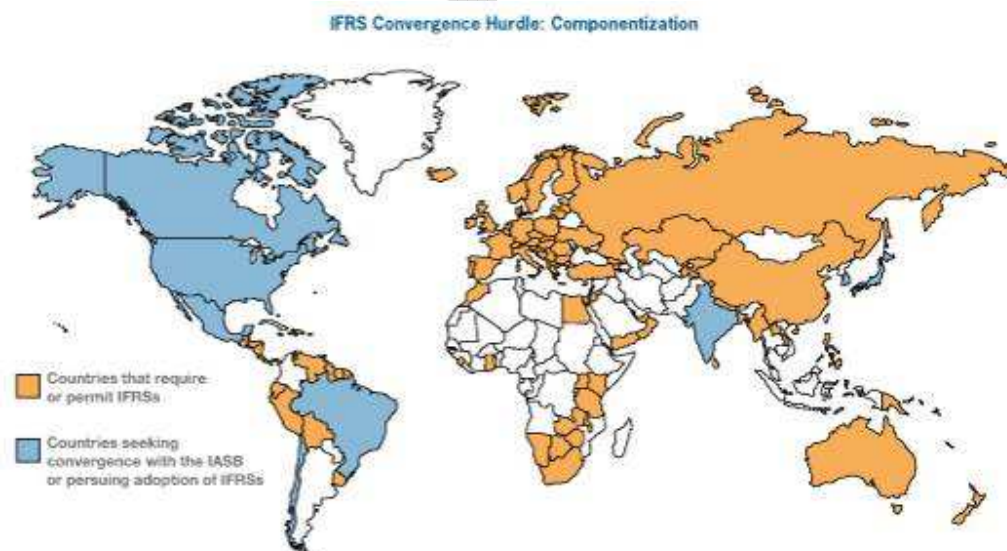 IFRS Convergence Hurdle: Componentization
Countries that require
or permit IFRSs
Countries seeking
convergence with the IASB
or persuing adoption of IFRSs